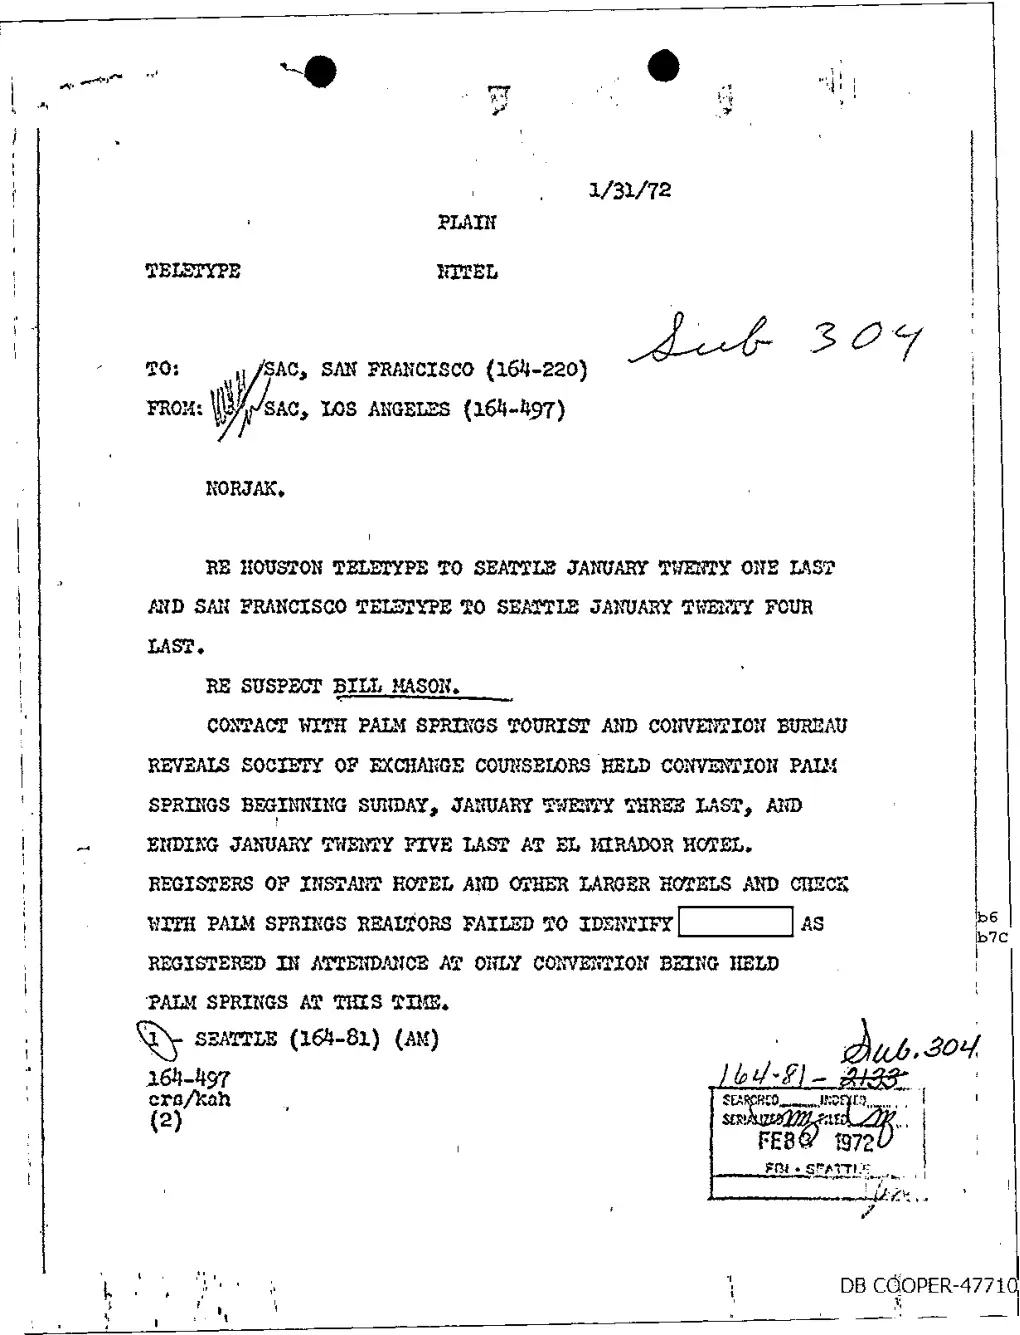 1/31/72
PLAIN
TELETYPE NITEL
Sub 304
TO: SAC, SAN FRANCISCO (164-220)
FROM: SAC, LOS ANGELES (164-497)
NORJAK.
RE HOUSTON TELETYPE TO SEATTLE JANUARY TWENTY ONE LAST
AND SAN FRANCISCO TELETYPE TO SEATTLE JANUARY TWENTY FOUR
LAST.
RE SUSPECT BILL MASON.
CONTACT WITH PALM SPRINGS TOURIST AND CONVENTION BUREAU
REVEALS SOCIETY OF EXCHANGE COUNSELORS HELD CONVENTION PALM
SPRINGS BEGINNING SUNDAY, JANUARY TWENTY THREE LAST, AND
ENDING JANUARY TWENTY FIVE LAST AT EL MIRADOR HOTEL.
REGISTERS OF INSTANT HOTEL AND OTHER LARGER HOTELS AND CHECK
WITH PALM SPRINGS REALTORS FAILED TO IDENTIFY AS
b6
b7C
REGISTERED IN ATTENDANCE AT ONLY CONVENTION BEING HELD
PALM SPRINGS AT THIS TIME.
1 - SEATTLE (164-81) (AM)
Sub. 304
164-497
164-81-2133
crs/kah
SEARCHED INDEXED
(2)
SERIALIZED FILED
FEB 1972
FBI - SEATTLE
DB COOPER-47710